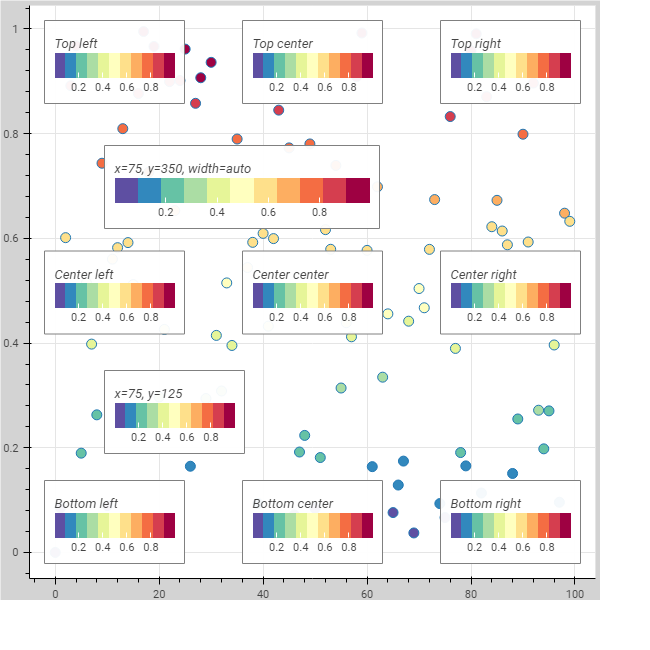 1
Top left
0.2 0.4 0.6 0.8
Top center
0.2 0.4 0.6 0.8
Top right
0.2 0.4 0.6 0.8
0.8
x=75, y=350, width=auto
0.2 0.4 0.6 0.8
0.6
Center left
0.2 0.4 0.6 0.8
Center center
0.2 0.4 0.6 0.8
Center right
0.2 0.4 0.6 0.8
0.4
x=75, y=125
0.2 0.4 0.6 0.8
0.2
Bottom left
0.2 0.4 0.6 0.8
Bottom center
0.2 0.4 0.6 0.8
Bottom right
0.2 0.4 0.6 0.8
0
0 20 40 60 80 100